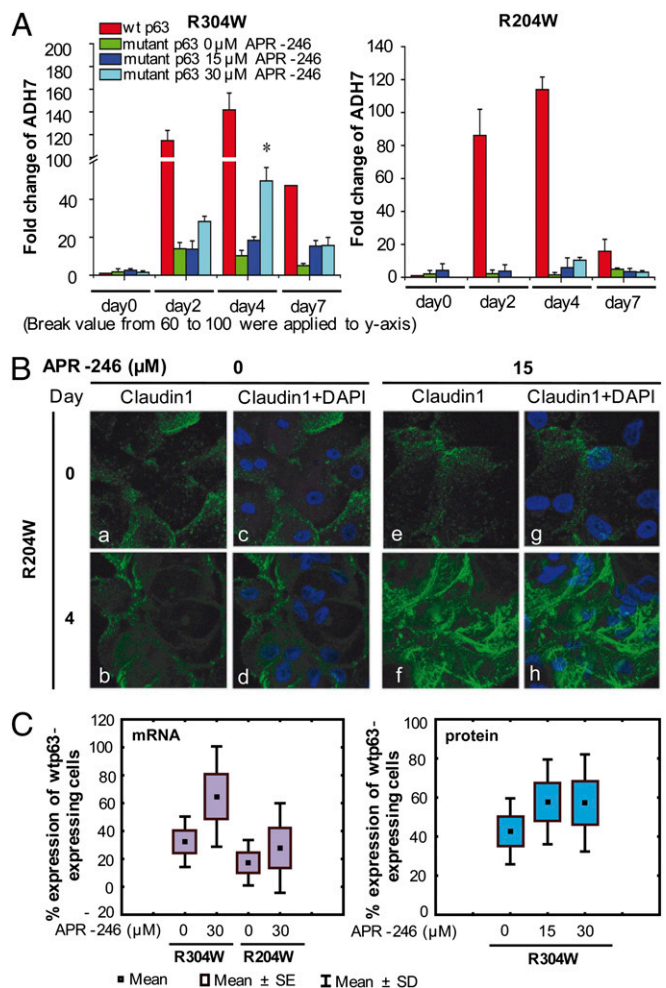 A
R304W
R204W
wt p63
mutant p63 0 µM APR -246
mutant p63 15 µM APR -246
mutant p63 30 µM APR -246
Fold change of ADH7
200
180
160
140
120
100
60
40
20
0
*
day0 day2 day4 day7
Fold change of ADH7
140
120
100
80
60
40
20
0
day0 day2 day4 day7
(Break value from 60 to 100 were applied to y-axis)
B
APR -246 (µM) 0 15
Day Claudin1 Claudin1+DAPI Claudin1 Claudin1+DAPI
R204W
0
a c e g
4
b d f h
C
% expression of wtp63-
expressing cells
120
100
80
60
40
20
0
-
mRNA
0 30 0 30
APR -246 (µM)
R304W R204W
% expression of wtp63-
expressing cells
100
80
60
40
20
0
protein
0 15 30
APR -246 (µM)
R304W
Mean Mean ± SE Mean ± SD